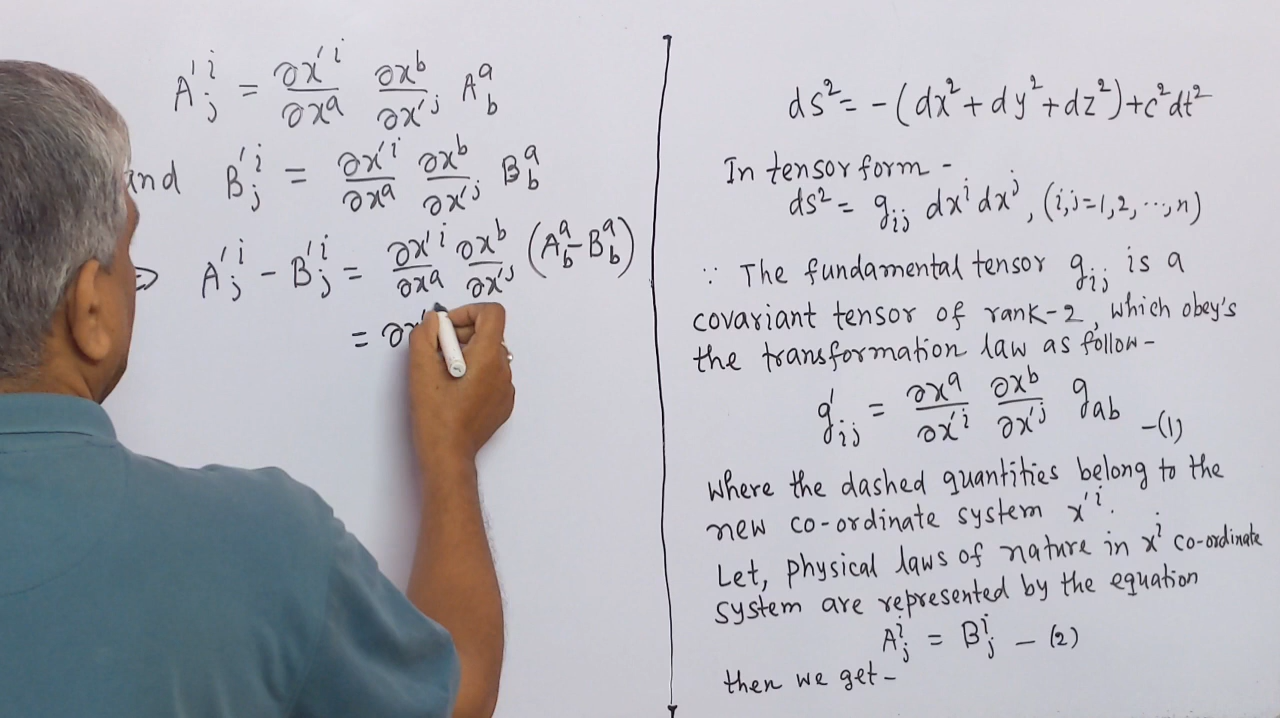 A'^i_j = ∂x'^i/∂x^a ∂x^b/∂x'^j A^a_b
and B'^i_j = ∂x'^i/∂x^a ∂x^b/∂x'^j B^a_b
⇒ A'^i_j - B'^i_j = ∂x'^i/∂x^a ∂x^b/∂x'^j (A^a_b - B^a_b)
= ∂x'
ds² = -(dx² + dy² + dz²) + c²dt²
In tensor form -
ds² = g_ij dx^i dx^j, (i,j=1,2,...,n)
∵ The fundamental tensor g_ij is a
covariant tensor of rank-2, which obey's
the transformation law as follow-
g'_ij = ∂x^a/∂x'^i ∂x^b/∂x'^j g_ab -(1)
where the dashed quantities belong to the
new co-ordinate system x'^i.
Let, physical laws of nature in x^i co-ordinate
system are represented by the equation
A^i_j = B^i_j - (2)
then we get -